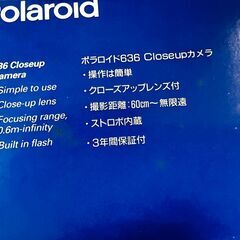 olaroid
36 Closeup
amera
Simple to use
Close-up lens
Focusing range,
0.6m-infinity
Built in flash
ポラロイド636 Closeupカメラ
・操作は簡単
・クローズアップレンズ付
・撮影距離:60cm〜無限遠
・ストロボ内蔵
・3年間保証付